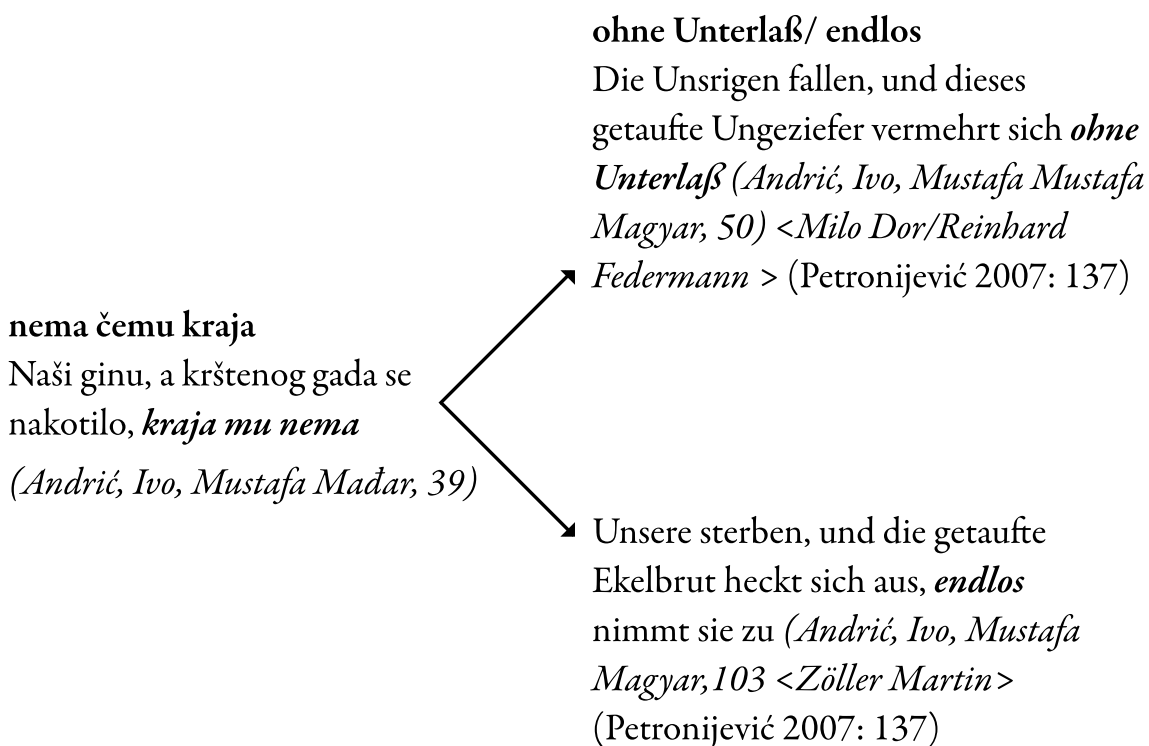 nema čemu kraja
Naši ginu, a krštenog gada se
nakotilo, kraja mu nema
(Andrić, Ivo, Mustafa Mađar, 39)
ohne Unterlaß/ endlos
Die Unsrigen fallen, und dieses
getaufte Ungeziefer vermehrt sich ohne
Unterlaß (Andrić, Ivo, Mustafa Mustafa
Magyar, 50) <Milo Dor/Reinhard
Federmann > (Petronijević 2007: 137)
Unsere sterben, und die getaufte
Ekelbrut heckt sich aus, endlos
nimmt sie zu (Andrić, Ivo, Mustafa
Magyar,103 <Zöller Martin>
(Petronijević 2007: 137)